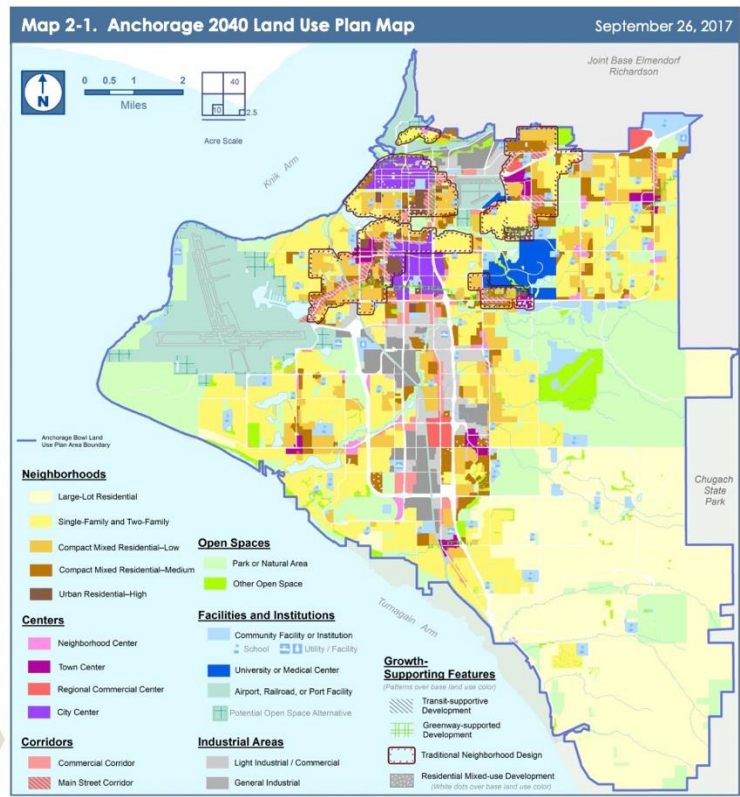 Map 2-1. Anchorage 2040 Land Use Plan Map
September 26, 2017
Joint Base Elmendorf
Richardson
N
0 0.5 1 2
Miles
40
10
2.5
Acre Scale
Knik Arm
Anchorage Bowl Land
Use Plan Area Boundary
Chugach
State
Park
Turnagain Arm
Neighborhoods
Large-Lot Residential
Single-Family and Two-Family
Compact Mixed Residential–Low
Compact Mixed Residential–Medium
Urban Residential–High
Centers
Neighborhood Center
Town Center
Regional Commercial Center
City Center
Corridors
Commercial Corridor
Main Street Corridor
Open Spaces
Park or Natural Area
Other Open Space
Facilities and Institutions
Community Facility or Institution
School Utility / Facility
University or Medical Center
Airport, Railroad, or Port Facility
Potential Open Space Alternative
Industrial Areas
Light Industrial / Commercial
General Industrial
Growth-
Supporting Features
(Patterns over base land use color)
Transit-supportive
Development
Greenway-supported
Development
Traditional Neighborhood Design
Residential Mixed-use Development
(White dots over base land use color)